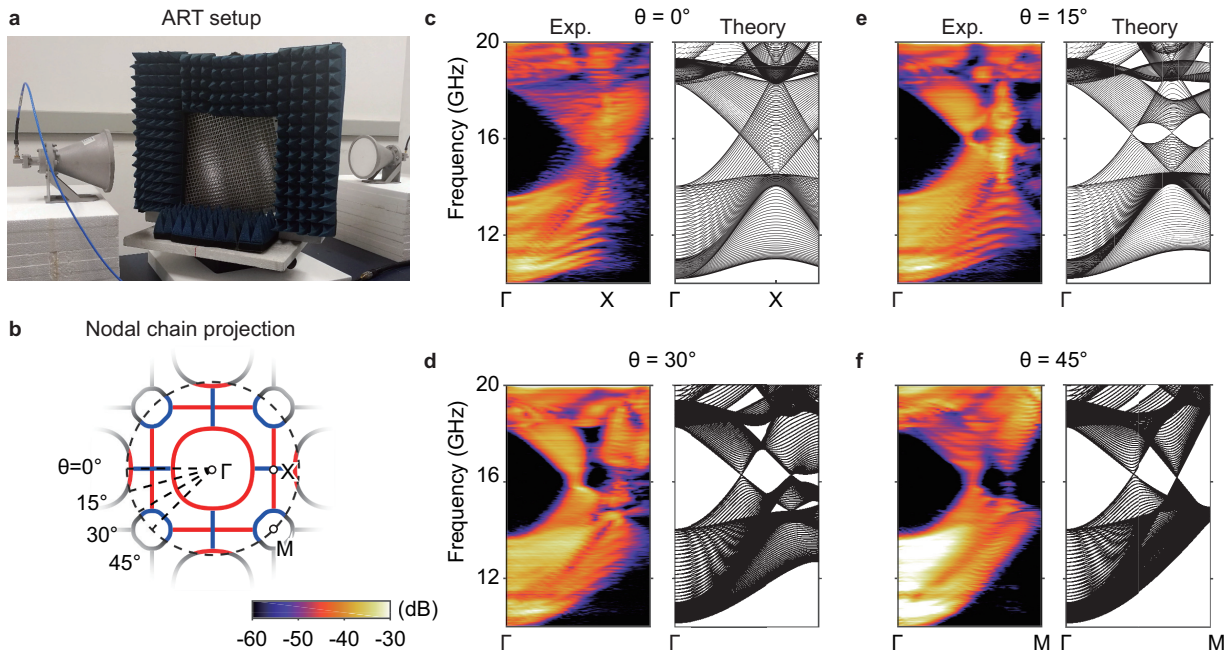 a
ART setup
b
Nodal chain projection
θ=0°
15°
30°
45°
Γ
X
M
(dB)
-60 -50 -40 -30
c
θ = 0°
Exp. Theory
Frequency (GHz)
20
16
12
Γ X Γ X
e
θ = 15°
Exp. Theory
Γ Γ
d
θ = 30°
Frequency (GHz)
20
16
12
Γ Γ
f
θ = 45°
Γ M Γ M